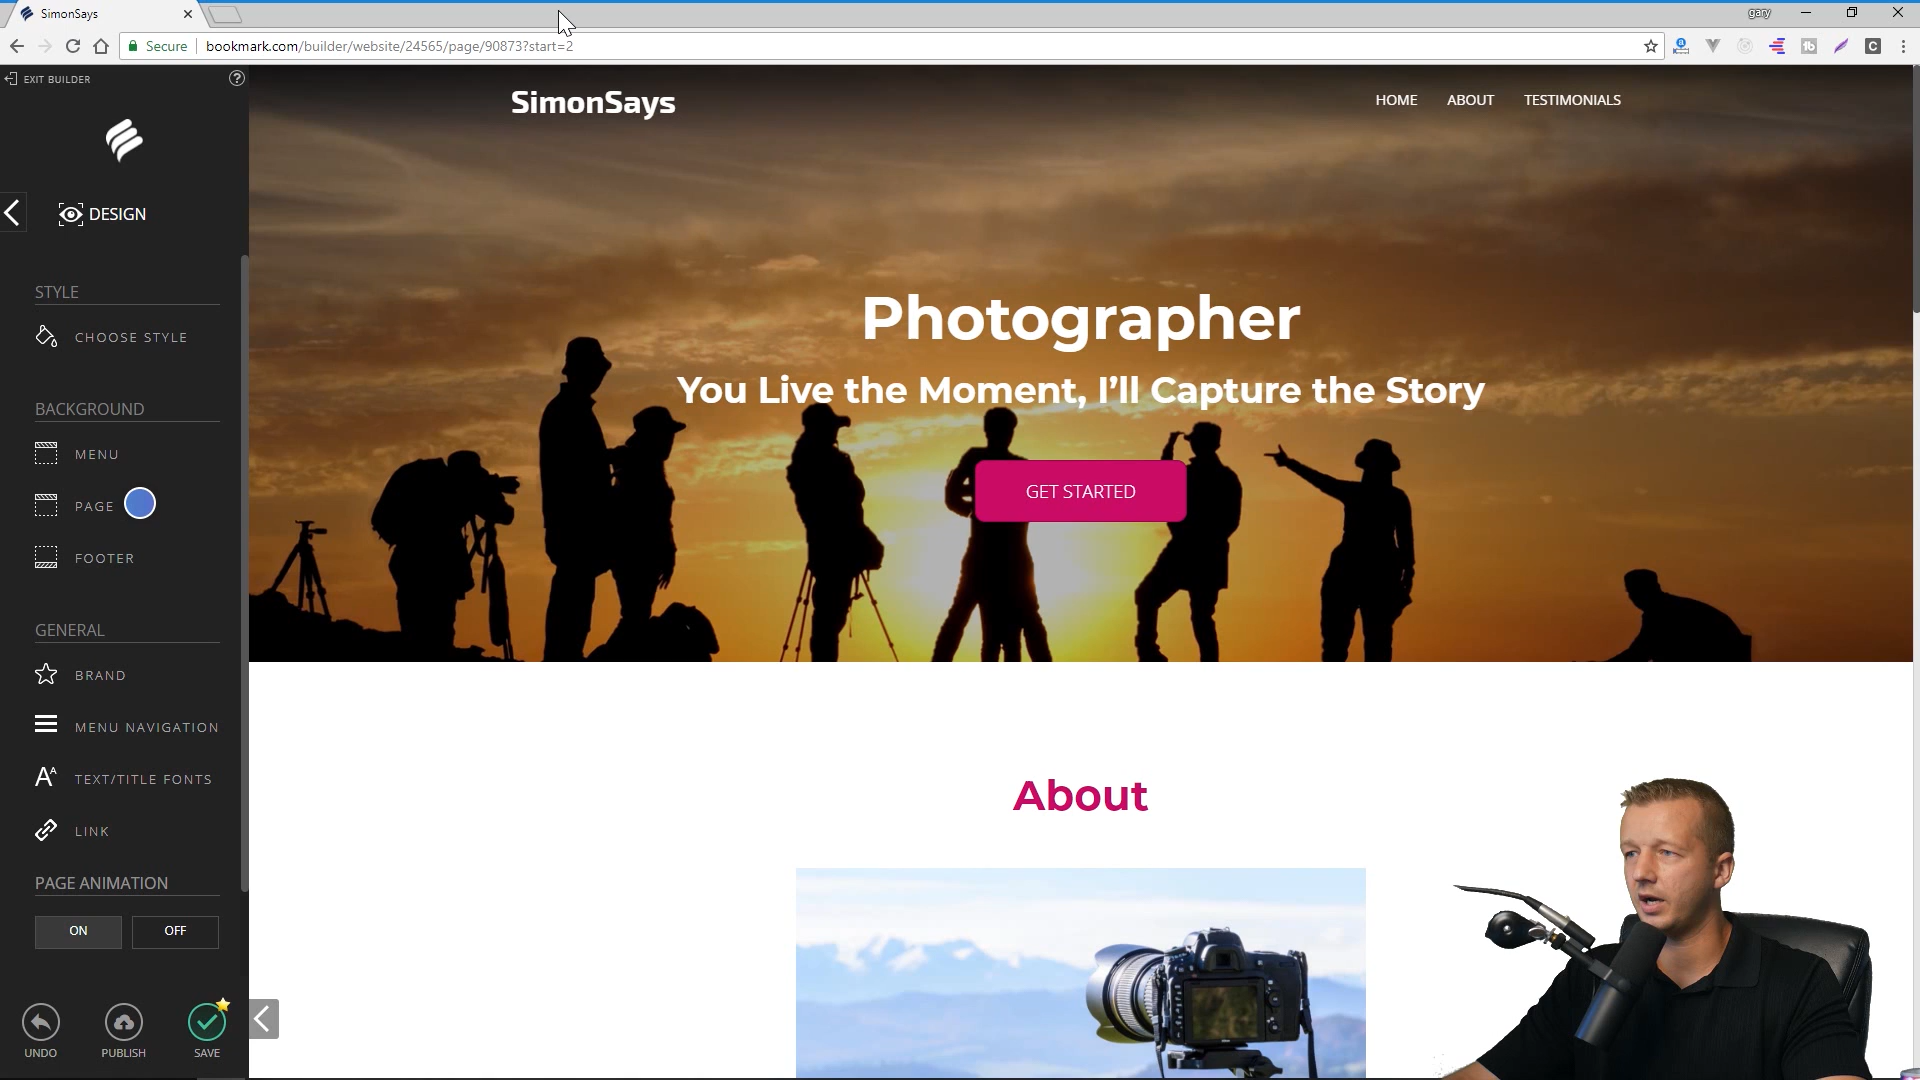 SimonSays
gary
Secure
bookmark.com/builder/website/24565/page/90873?start=2
EXIT BUILDER
?
DESIGN
STYLE
CHOOSE STYLE
BACKGROUND
MENU
PAGE
FOOTER
GENERAL
BRAND
MENU NAVIGATION
TEXT/TITLE FONTS
LINK
PAGE ANIMATION
ON OFF
UNDO PUBLISH SAVE
SimonSays
HOME ABOUT TESTIMONIALS
Photographer
You Live the Moment, I’ll Capture the Story
GET STARTED
About